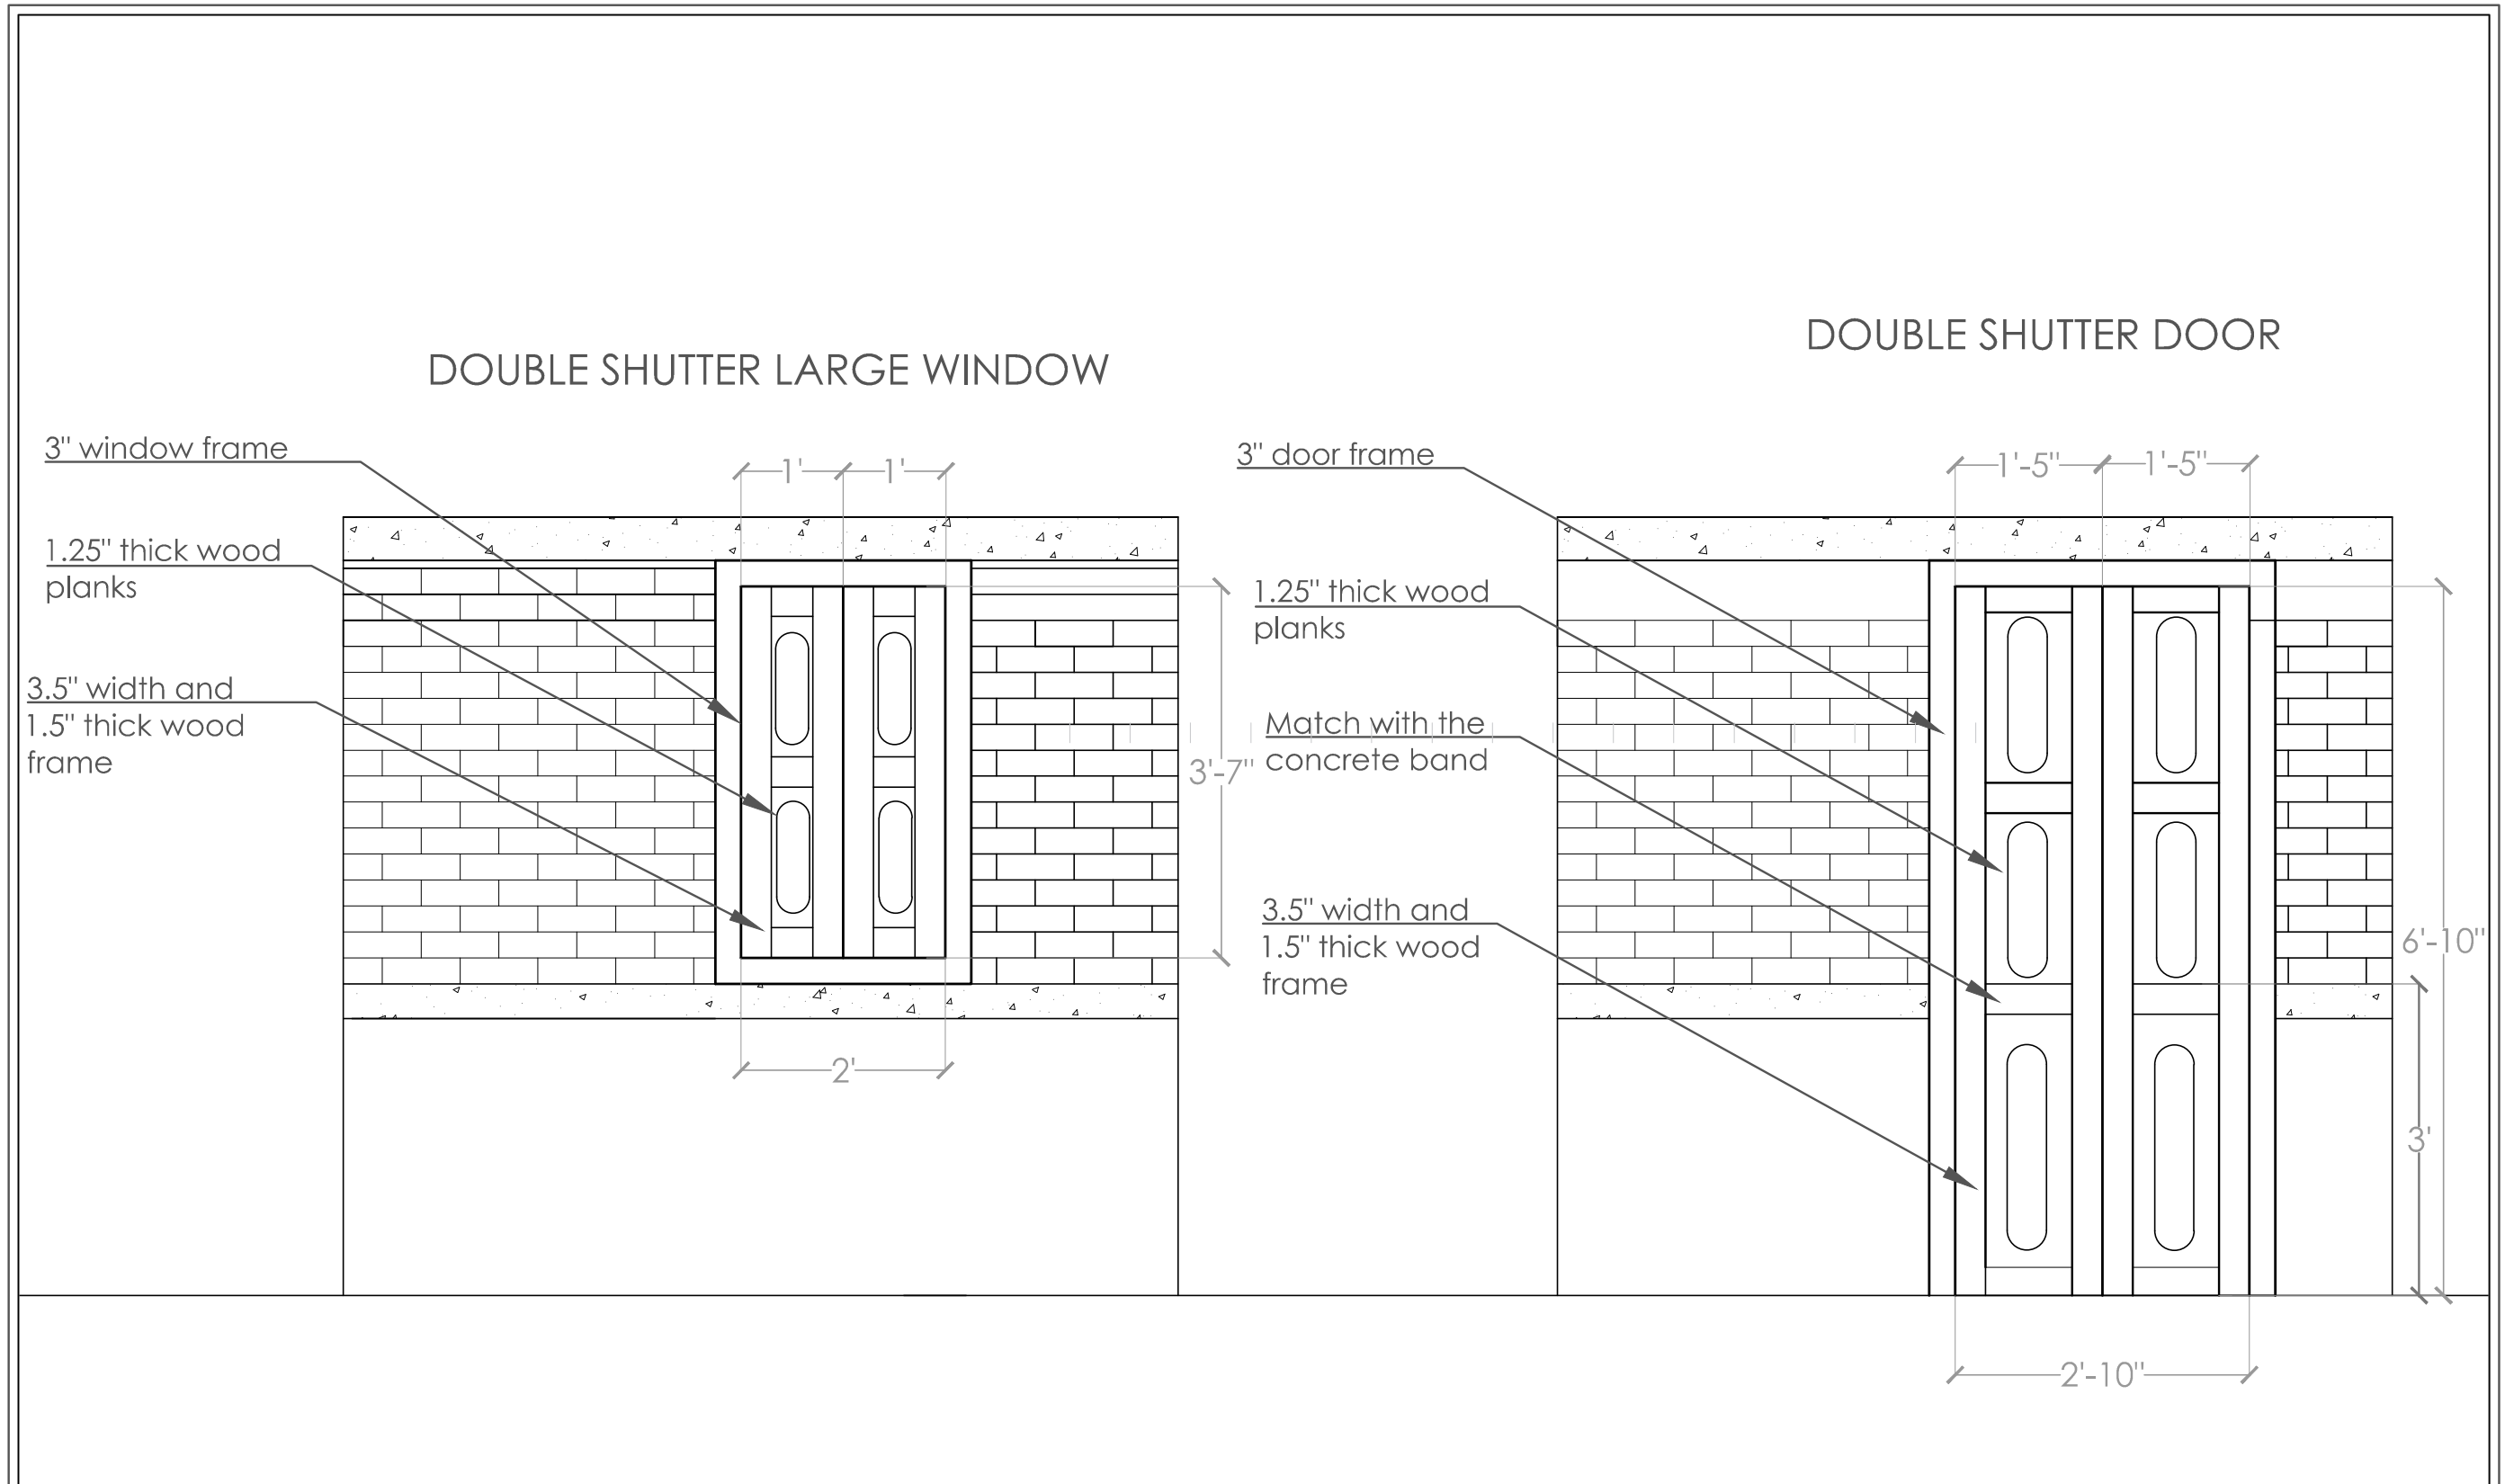 DOUBLE SHUTTER LARGE WINDOW
3" window frame
1.25" thick wood
planks
3.5" width and
1.5" thick wood
frame
1'
1'
3'-7"
2'
DOUBLE SHUTTER DOOR
3" door frame
1.25" thick wood
planks
Match with the
concrete band
3.5" width and
1.5" thick wood
frame
1'-5"
1'-5"
6'-10"
3'
2'-10"